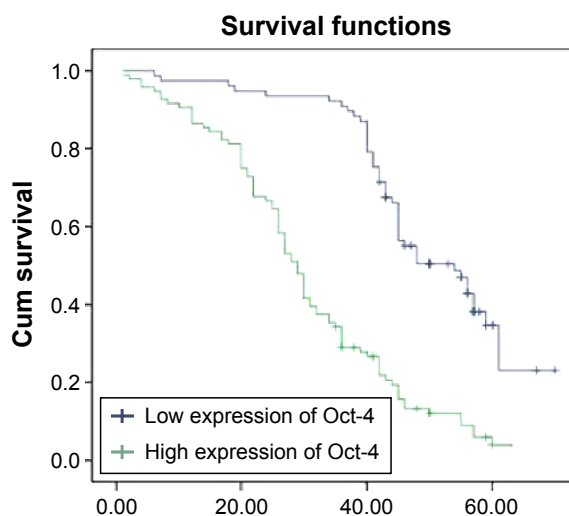 Survival functions
Cum survival
1.0
0.8
0.6
0.4
0.2
0.0
Low expression of Oct-4
High expression of Oct-4
0.00 20.00 40.00 60.00